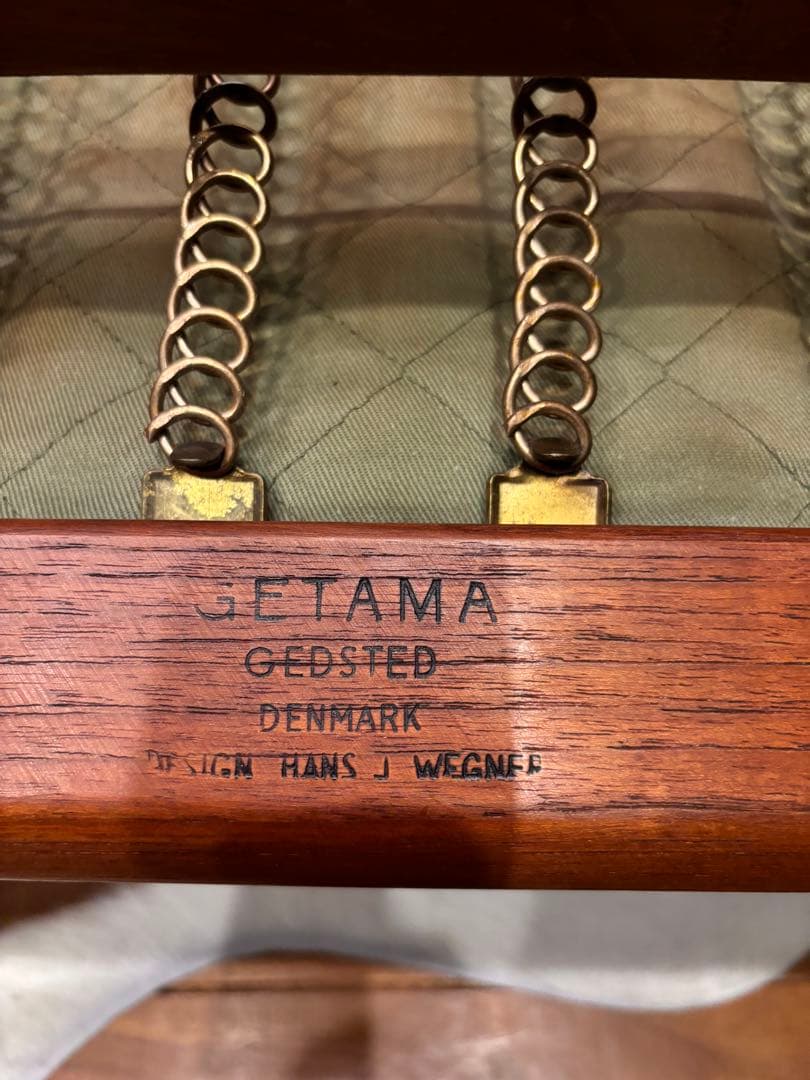 GETAMA
GEDSTED
DENMARK
DESIGN HANS J WEGNER